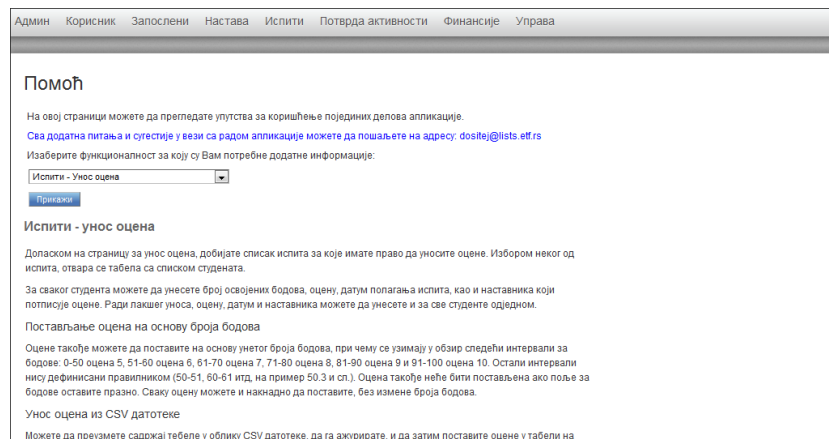 Админ Корисник Запослени Настава Испити Потврда активности Финансије Управа
Помоћ
На овој страници можете да прегледате упутства за коришћење појединих делова апликације.
Сва додатна питања и сугестије у вези са радом апликације можете да пошаљете на адресу: dositej@lists.etf.rs
Изаберите функционалност за коју су Вам потребне додатне информације:
Испити - Унос оцена
Прикажи
Испити - унос оцена
Доласком на страницу за унос оцена, добијате списак испита за које имате право да уносите оцене. Избором неког од
испита, отвара се табела са списком студената.
За сваког студента можете да унесете број освојених бодова, оцену, датум полагања испита, као и наставника који
потписује оцене. Ради лакшег уноса, оцену, датум и наставника можете да унесете и за све студенте одједном.
Постављање оцена на основу броја бодова
Оцене такође можете да поставите на основу унетог броја бодова, при чему се узимају у обзир следећи интервали за
бодове: 0-50 оцена 5, 51-60 оцена 6, 61-70 оцена 7, 71-80 оцена 8, 81-90 оцена 9 и 91-100 оцена 10. Остали интервали
нису дефинисани правилником (50-51, 60-61 итд, на пример 50.3 и сл.). Оцена такође неће бити постављена ако поље за
бодове оставите празно. Сваку оцену можете и накнадно да поставите, без измене броја бодова.
Унос оцена из CSV датотеке
Можете да преузмете садржај тебеле у облику CSV датотеке, да га ажурирате, и да затим поставите оцене у табели на